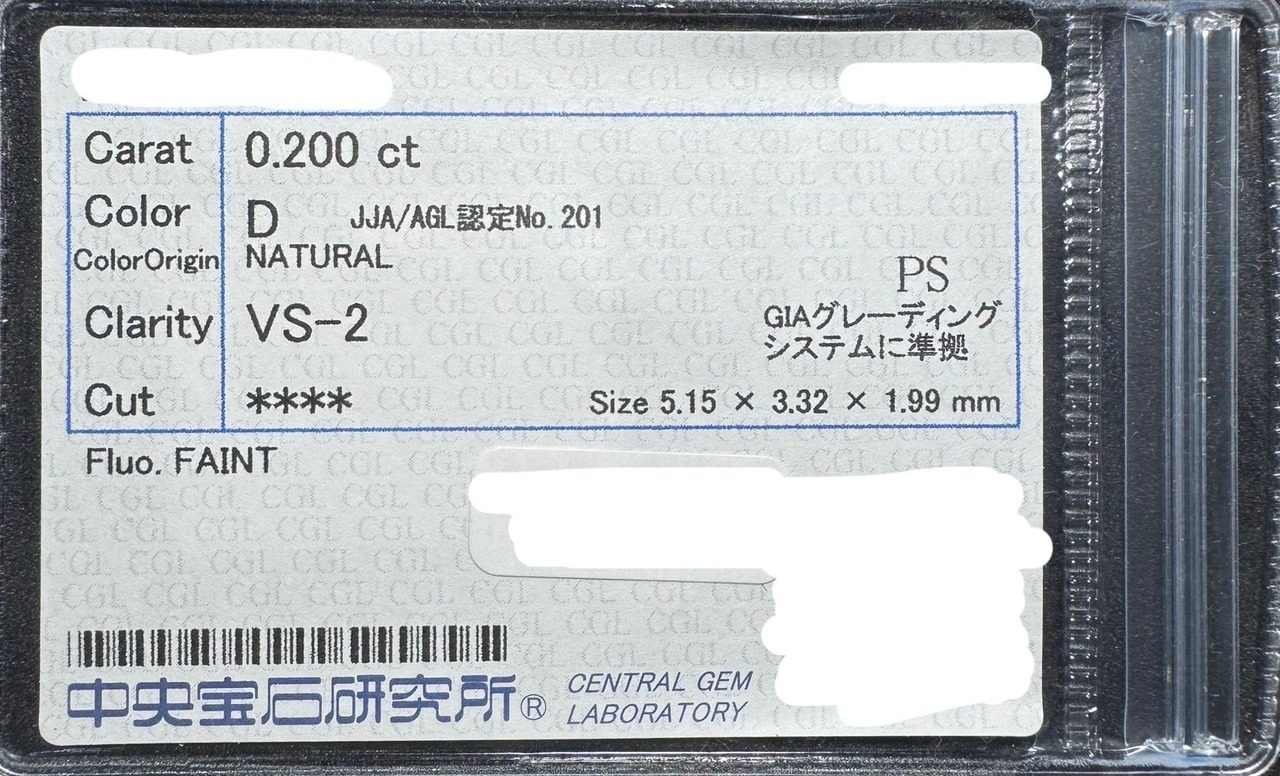 Carat 0.200 ct
Color D JJA/AGL認定No.201
ColorOrigin NATURAL
PS
Clarity VS-2
GIAグレーディング
システムに準拠
Cut ****
Size 5.15 × 3.32 × 1.99 mm
Fluo. FAINT
中央宝石研究所®
CENTRAL GEM
LABORATORY